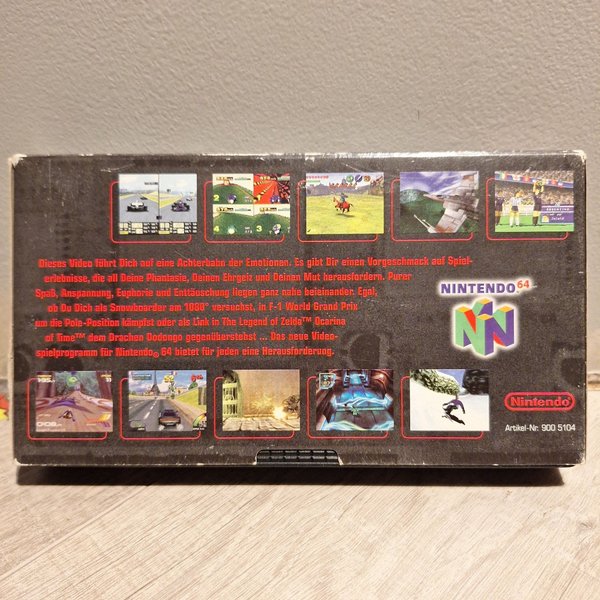 Dieses Video führt Dich auf eine Achterbahn der Emotionen. Es gibt Dir einen Vorgeschmack auf Spiel-
erlebnisse, die all Deine Phantasie, Deinen Ehrgeiz und Deinen Mut herausfordern. Purer
Spaß, Anspannung, Euphorie und Enttäuschung liegen ganz nahe beieinander. Egal,
ob Du Dich als Snowboarder am 1080° versuchst, in F-1 World Grand Prix
um die Pole-Position kämpfst oder als Link in The Legend of Zelda™ Ocarina
of Time™ dem Drachen Dodongo gegenüberstehst ... Das neue Video-
spielprogramm für Nintendo® 64 bietet für jeden eine Herausforderung.
NINTENDO 64
Nintendo
Artikel-Nr. 900 5104